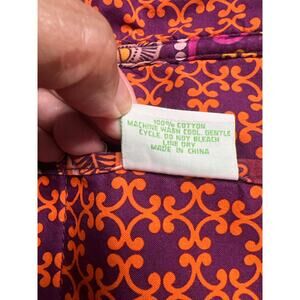 100% COTTON
MACHINE WASH COOL, GENTLE
CYCLE. DO NOT BLEACH
LINE DRY
MADE IN CHINA